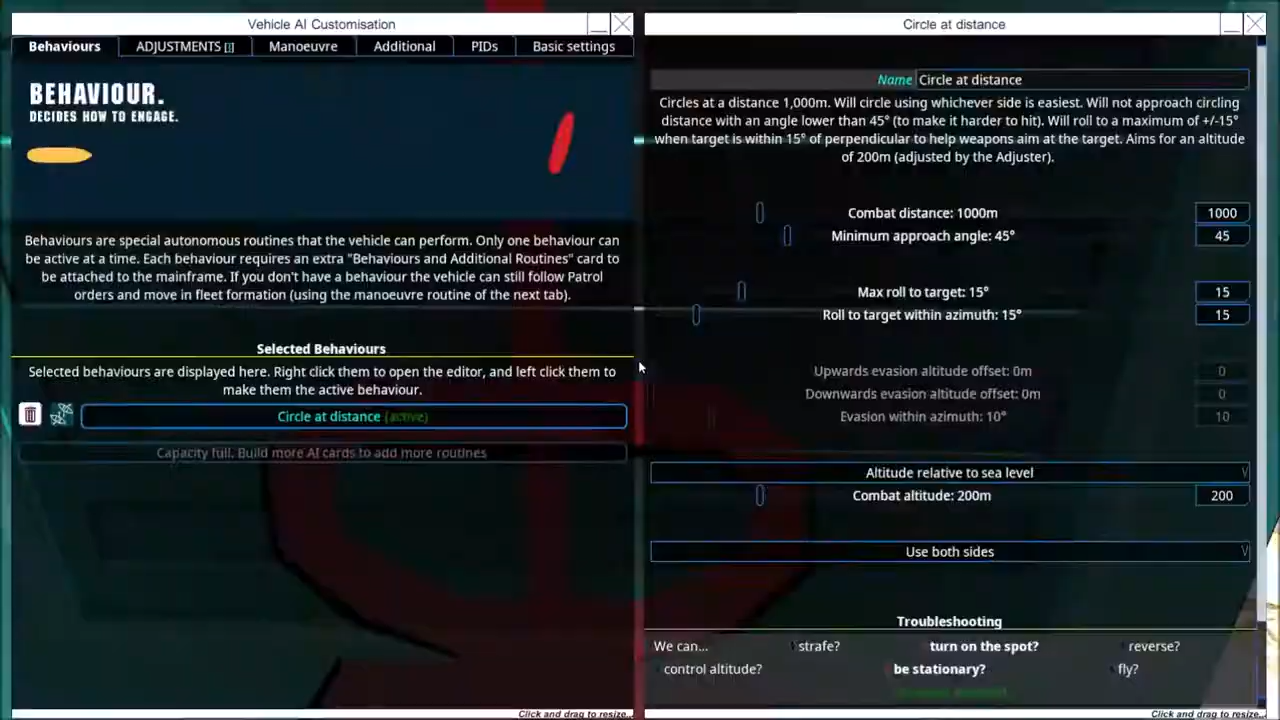 Vehicle AI Customisation
Behaviours ADJUSTMENTS [i] Manoeuvre Additional PIDs Basic settings
BEHAVIOUR.
DECIDES HOW TO ENGAGE.
Behaviours are special autonomous routines that the vehicle can perform. Only one behaviour can
be active at a time. Each behaviour requires an extra "Behaviours and Additional Routines" card to
be attached to the mainframe. If you don't have a behaviour the vehicle can still follow Patrol
orders and move in fleet formation (using the manoeuvre routine of the next tab).
Selected Behaviours
Selected behaviours are displayed here. Right click them to open the editor, and left click them to
make them the active behaviour.
Circle at distance (active)
Capacity full. Build more AI cards to add more routines
Click and drag to resize..
Circle at distance
Name Circle at distance
Circles at a distance 1,000m. Will circle using whichever side is easiest. Will not approach circling
distance with an angle lower than 45° (to make it harder to hit). Will roll to a maximum of +/-15°
when target is within 15° of perpendicular to help weapons aim at the target. Aims for an altitude
of 200m (adjusted by the Adjuster).
Combat distance: 1000m 1000
Minimum approach angle: 45° 45
Max roll to target: 15° 15
Roll to target within azimuth: 15° 15
Upwards evasion altitude offset: 0m 0
Downwards evasion altitude offset: 0m 0
Evasion within azimuth: 10° 10
Altitude relative to sea level V
Combat altitude: 200m 200
Use both sides V
Troubleshooting
We can... strafe? turn on the spot? reverse?
control altitude? be stationary? fly?
Click and drag to resize..